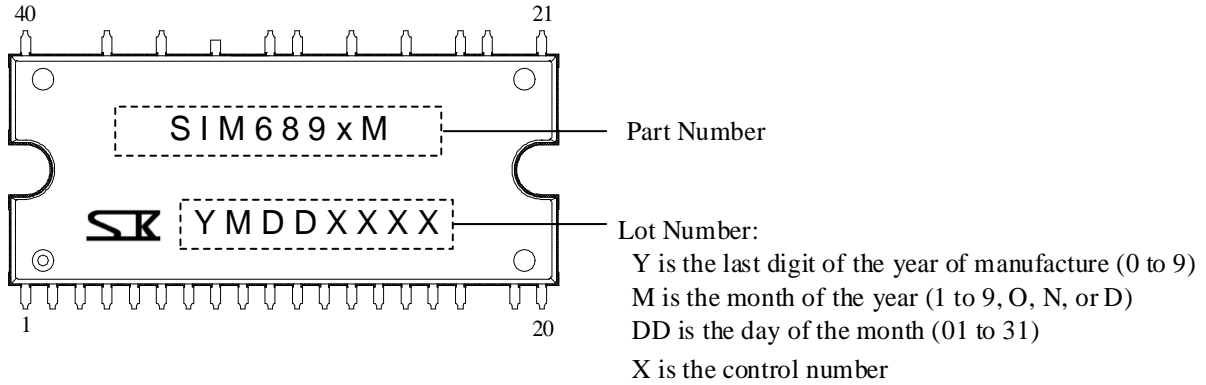 40 21
SIM689xM
Part Number
SK YMDDXXXX
Lot Number:
Y is the last digit of the year of manufacture (0 to 9)
M is the month of the year (1 to 9, O, N, or D)
DD is the day of the month (01 to 31)
X is the control number
1 20